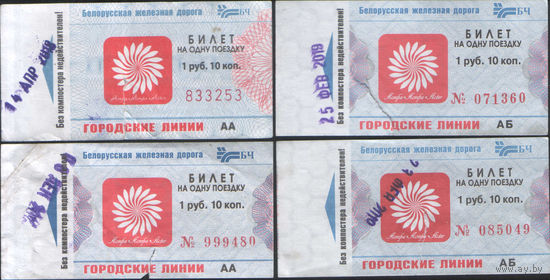 Белорусская железная дорога БЧ
БИЛЕТ
НА ОДНУ ПОЕЗДКУ
1 руб. 10 коп.
833253
ГОРОДСКИЕ ЛИНИИ АА
Без компостера недействителен!
14 АПР
Белорусская железная дорога БЧ
БИЛЕТ
НА ОДНУ ПОЕЗДКУ
1 руб. 10 коп.
№ 071360
ГОРОДСКИЕ ЛИНИИ АБ
Без компостера недействителен!
25 ФЕВ 2019
Белорусская железная дорога БЧ
БИЛЕТ
НА ОДНУ ПОЕЗДКУ
1 руб. 10 коп.
№ 999480
ГОРОДСКИЕ ЛИНИИ АА
Без компостера недействителен!
Белорусская железная дорога БЧ
БИЛЕТ
НА ОДНУ ПОЕЗДКУ
1 руб. 10 коп.
№ 085049
ГОРОДСКИЕ ЛИНИИ АБ
Без компостера недействителен!